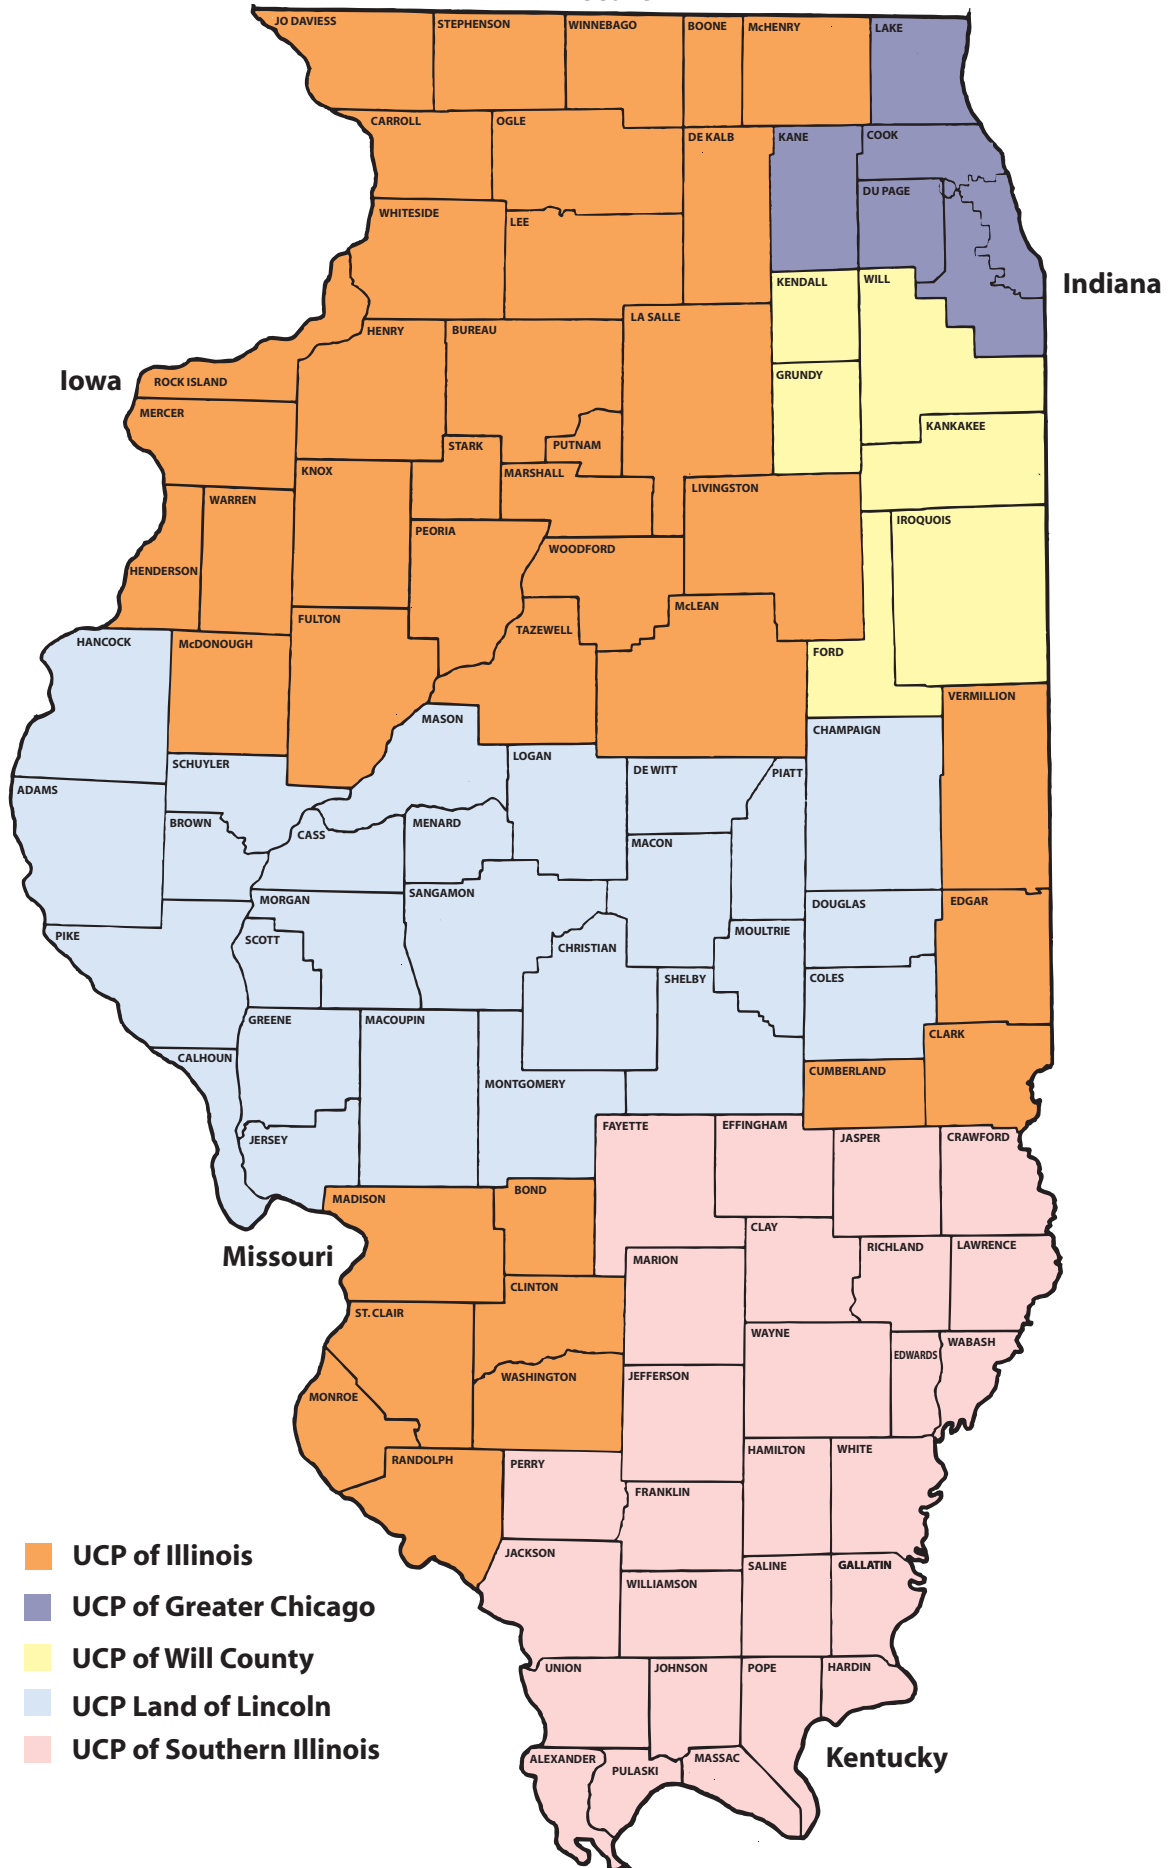 JO DAVIESS
STEPHENSON
WINNEBAGO
BOONE
McHENRY
LAKE
CARROLL
OGLE
DE KALB
KANE
COOK
DU PAGE
WHITESIDE
LEE
Indiana
KENDALL
WILL
LA SALLE
HENRY
BUREAU
Iowa
ROCK ISLAND
GRUNDY
MERCER
KANKAKEE
STARK
PUTNAM
KNOX
MARSHALL
WARREN
LIVINGSTON
IROQUOIS
PEORIA
WOODFORD
HENDERSON
McLEAN
FULTON
TAZEWELL
HANCOCK
McDONOUGH
FORD
VERMILLION
MASON
CHAMPAIGN
LOGAN
SCHUYLER
DE WITT
PIATT
ADAMS
BROWN
CASS
MENARD
MACON
SANGAMON
MORGAN
DOUGLAS
EDGAR
PIKE
SCOTT
CHRISTIAN
MOULTRIE
SHELBY
COLES
GREENE
MACOUPIN
CLARK
CALHOUN
CUMBERLAND
MONTGOMERY
FAYETTE
EFFINGHAM
JERSEY
JASPER
CRAWFORD
MADISON
BOND
CLAY
Missouri
MARION
RICHLAND
LAWRENCE
CLINTON
ST. CLAIR
WAYNE
WABASH
EDWARDS
WASHINGTON
JEFFERSON
MONROE
RANDOLPH
PERRY
HAMILTON
WHITE
FRANKLIN
JACKSON
SALINE
GALLATIN
WILLIAMSON
UNION
JOHNSON
POPE
HARDIN
ALEXANDER
PULASKI
MASSAC
Kentucky
UCP of Illinois
UCP of Greater Chicago
UCP of Will County
UCP Land of Lincoln
UCP of Southern Illinois